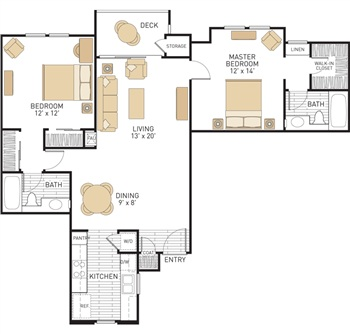 DECK
STORAGE
MASTER
BEDROOM
12' x 14'
LINEN
WALK-IN
CLOSET
BATH
BEDROOM
12' x 12'
LIVING
13' x 20'
BATH
DINING
9' x 8'
PANTRY
W/D
D/W
KITCHEN
REF.
COAT
ENTRY